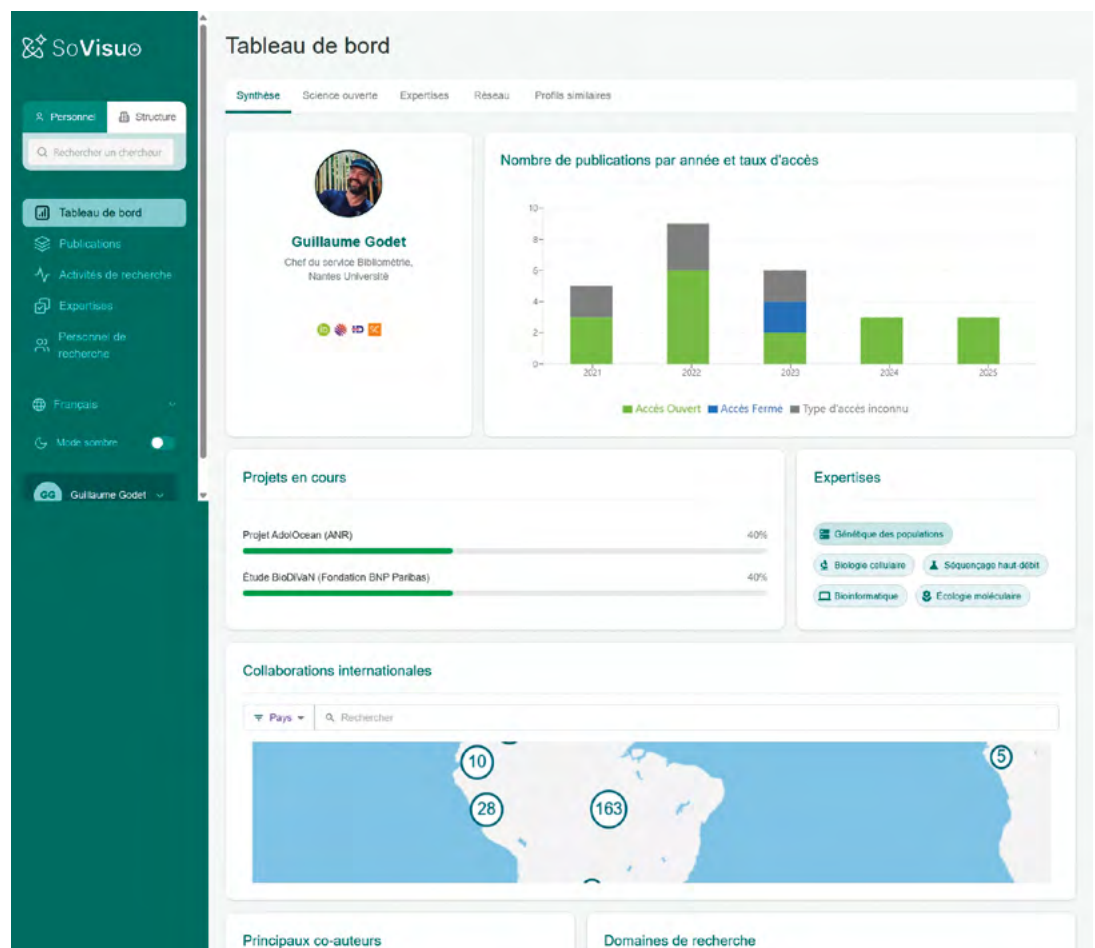 SoVisu
Personnel
Structure
Rechercher un chercheur
Tableau de bord
Publications
Activités de recherche
Expertises
Personnel de
recherche
Français
Mode sombre
GG
Guillaume Godet
Tableau de bord
Synthèse
Science ouverte
Expertises
Réseau
Profils similaires
Guillaume Godet
Chef du service Bibliométrie,
Nantes Université
iD
ID
SC
Nombre de publications par année et taux d'accès
10
8
6
4
2
0
2021
2022
2023
2024
2025
Accès Ouvert
Accès Fermé
Type d'accès inconnu
Projets en cours
Projet AdolOcean (ANR)
40%
Étude BioDiVaN (Fondation BNP Paribas)
40%
Expertises
Génétique des populations
Biologie cellulaire
Séquençage haut débit
Bioinformatique
Écologie moléculaire
Collaborations internationales
Pays
Rechercher
10
5
28
163
Principaux co-auteurs
Domaines de recherche